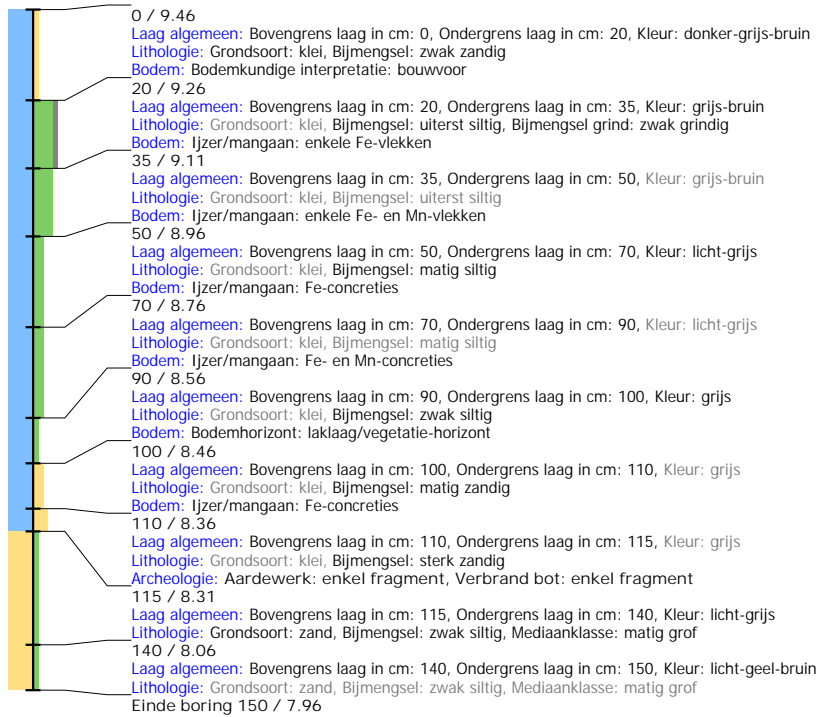 0 / 9.46
Laag algemeen: Bovengrens laag in cm: 0, Ondergrens laag in cm: 20, Kleur: donker-grijs-bruin
Lithologie: Grondsoort: klei, Bijmengsel: zwak zandig
Bodem: Bodemkundige interpretatie: bouwvoor
20 / 9.26
Laag algemeen: Bovengrens laag in cm: 20, Ondergrens laag in cm: 35, Kleur: grijs-bruin
Lithologie: Grondsoort: klei, Bijmengsel: uiterst siltig, Bijmengsel grind: zwak grindig
Bodem: Ijzer/mangaan: enkele Fe-vlekken
35 / 9.11
Laag algemeen: Bovengrens laag in cm: 35, Ondergrens laag in cm: 50, Kleur: grijs-bruin
Lithologie: Grondsoort: klei, Bijmengsel: uiterst siltig
Bodem: Ijzer/mangaan: enkele Fe- en Mn-vlekken
50 / 8.96
Laag algemeen: Bovengrens laag in cm: 50, Ondergrens laag in cm: 70, Kleur: licht-grijs
Lithologie: Grondsoort: klei, Bijmengsel: matig siltig
Bodem: Ijzer/mangaan: Fe-concreties
70 / 8.76
Laag algemeen: Bovengrens laag in cm: 70, Ondergrens laag in cm: 90, Kleur: licht-grijs
Lithologie: Grondsoort: klei, Bijmengsel: matig siltig
Bodem: Ijzer/mangaan: Fe- en Mn-concreties
90 / 8.56
Laag algemeen: Bovengrens laag in cm: 90, Ondergrens laag in cm: 100, Kleur: grijs
Lithologie: Grondsoort: klei, Bijmengsel: zwak siltig
Bodem: Bodemhorizont: laklaag/vegetatie-horizont
100 / 8.46
Laag algemeen: Bovengrens laag in cm: 100, Ondergrens laag in cm: 110, Kleur: grijs
Lithologie: Grondsoort: klei, Bijmengsel: matig zandig
Bodem: Ijzer/mangaan: Fe-concreties
110 / 8.36
Laag algemeen: Bovengrens laag in cm: 110, Ondergrens laag in cm: 115, Kleur: grijs
Lithologie: Grondsoort: klei, Bijmengsel: sterk zandig
Archeologie: Aardewerk: enkel fragment, Verbrand bot: enkel fragment
115 / 8.31
Laag algemeen: Bovengrens laag in cm: 115, Ondergrens laag in cm: 140, Kleur: licht-grijs
Lithologie: Grondsoort: zand, Bijmengsel: zwak siltig, Mediaanklasse: matig grof
140 / 8.06
Laag algemeen: Bovengrens laag in cm: 140, Ondergrens laag in cm: 150, Kleur: licht-geel-bruin
Lithologie: Grondsoort: zand, Bijmengsel: zwak siltig, Mediaanklasse: matig grof
Einde boring 150 / 7.96